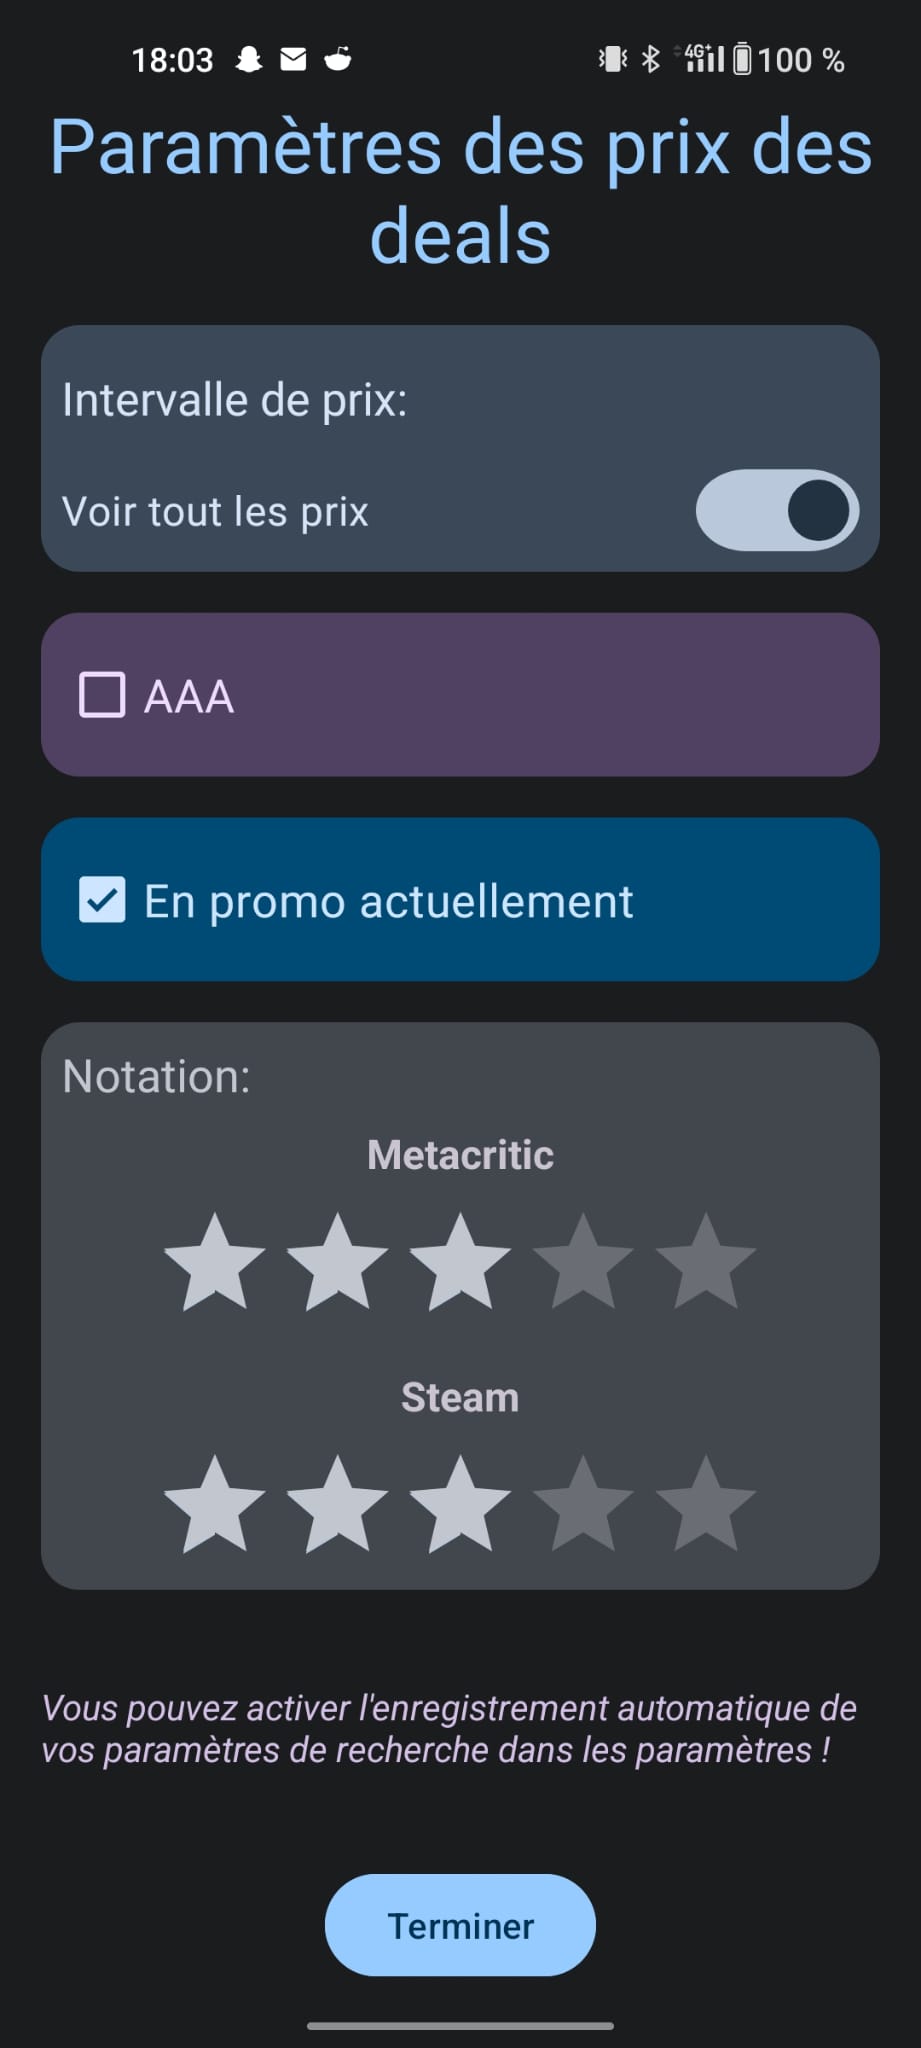 18:03
4G+
100 %
Paramètres des prix des
deals
Intervalle de prix:
Voir tout les prix
AAA
En promo actuellement
Notation:
Metacritic
Steam
Vous pouvez activer l'enregistrement automatique de
vos paramètres de recherche dans les paramètres !
Terminer